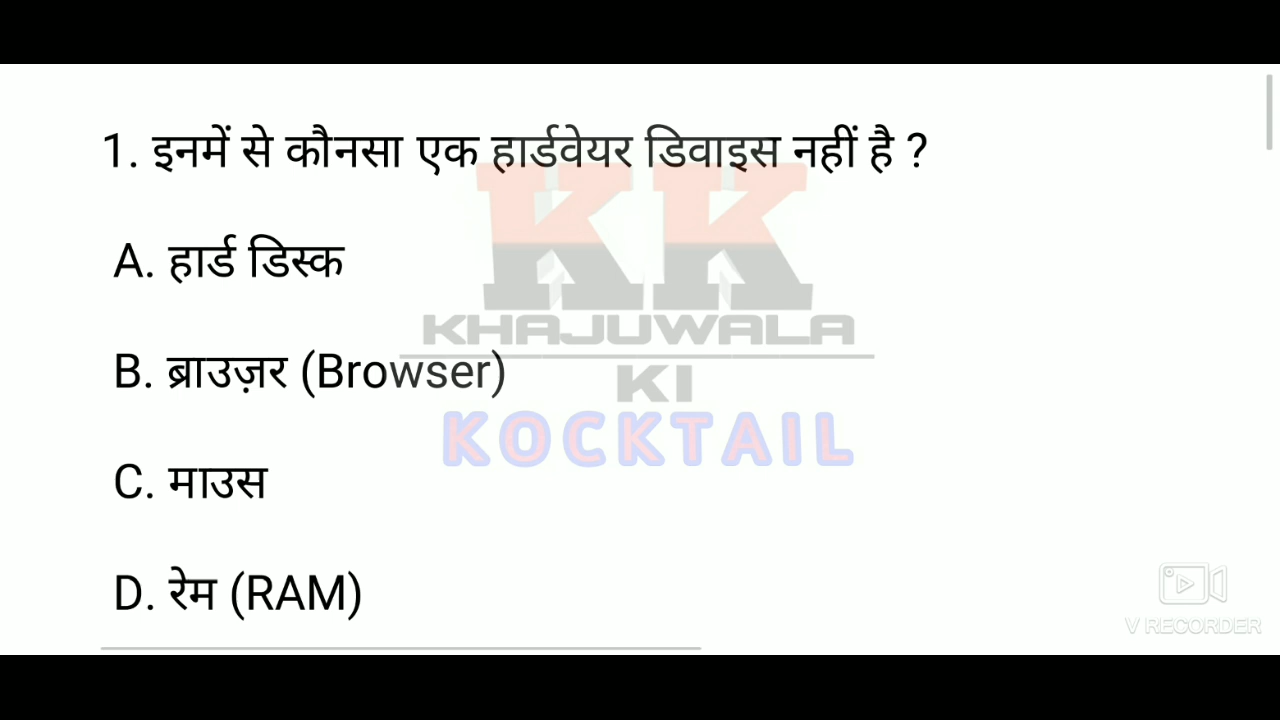 1. इनमें से कौनसा एक हार्डवेयर डिवाइस नहीं है ?
A. हार्ड डिस्क
B. ब्राउज़र (Browser)
C. माउस
D. रेम (RAM)
KK
KHAJUWALA
KI
KOCKTAIL
V RECORDER